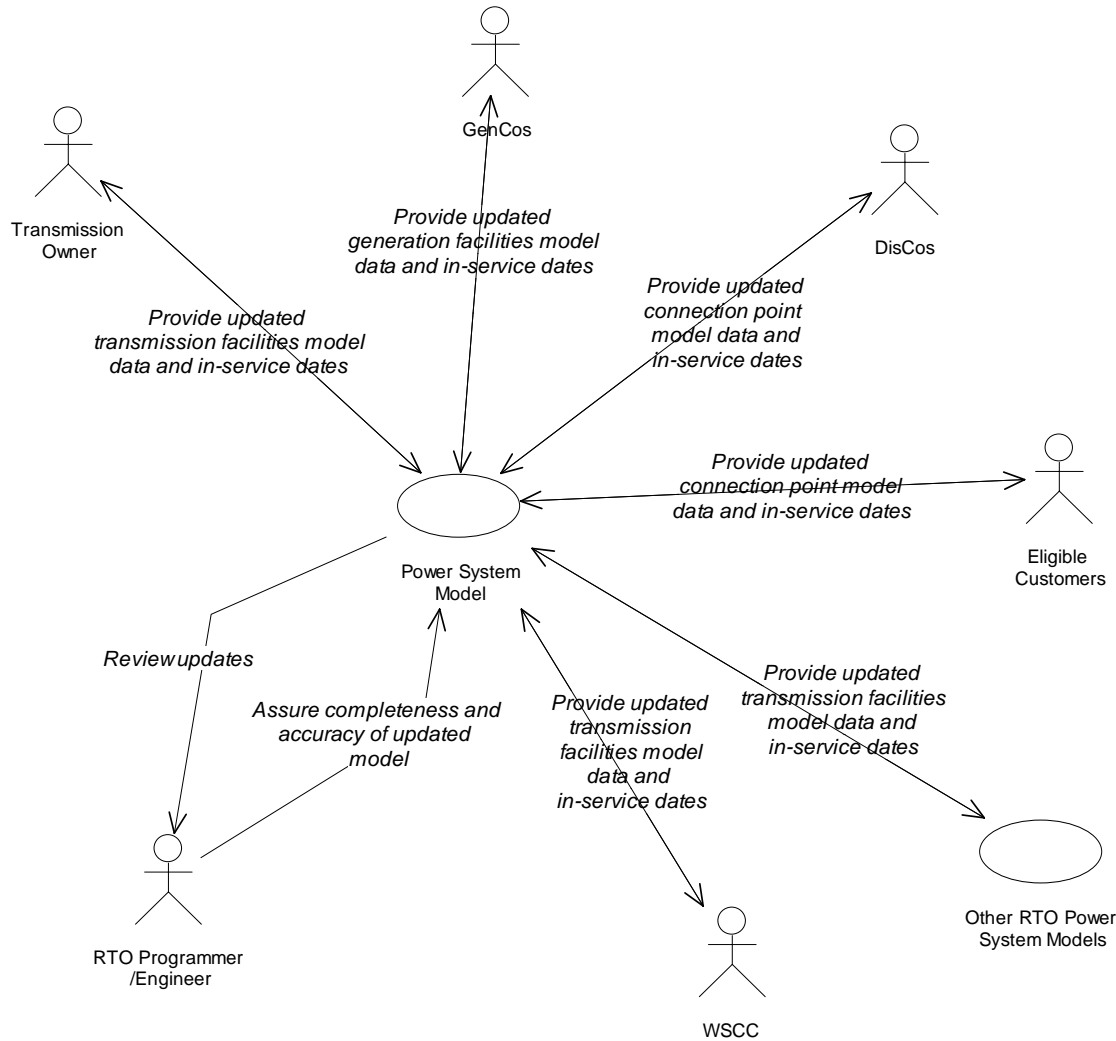 GenCos
Transmission
Owner
DisCos
Provide updated
generation facilities model
data and in-service dates
Provide updated
connection point
model data and
in-service dates
Provide updated
transmission facilities model
data and in-service dates
Provide updated
connection point model
data and in-service dates
Eligible
Customers
Power System
Model
Review updates
Assure completeness and
accuracy of updated
model
Provide updated
transmission
facilities model
data and
in-service dates
Provide updated
transmission facilities
model data and
in-service dates
Other RTO Power
System Models
RTO Programmer
/Engineer
WSCC